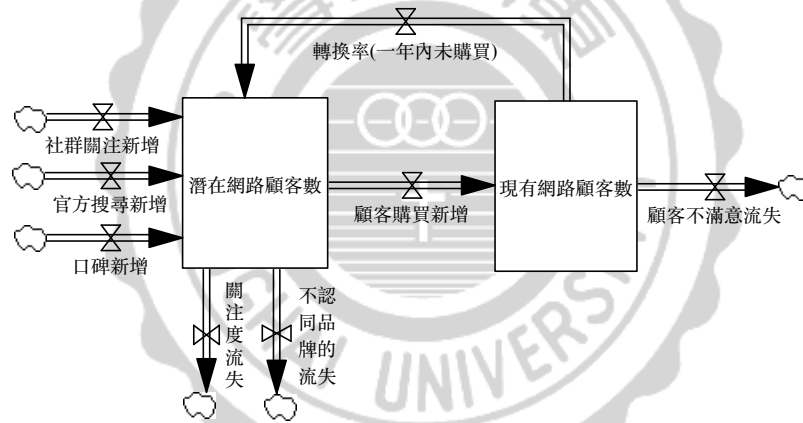 轉換率(一年內未購買)
社群關注新增
官方搜尋新增
口碑新增
潛在網路顧客數
顧客購買新增
現有網路顧客數
顧客不滿意流失
關注度流失
不認
同品
牌的
流失
UNIVERSI